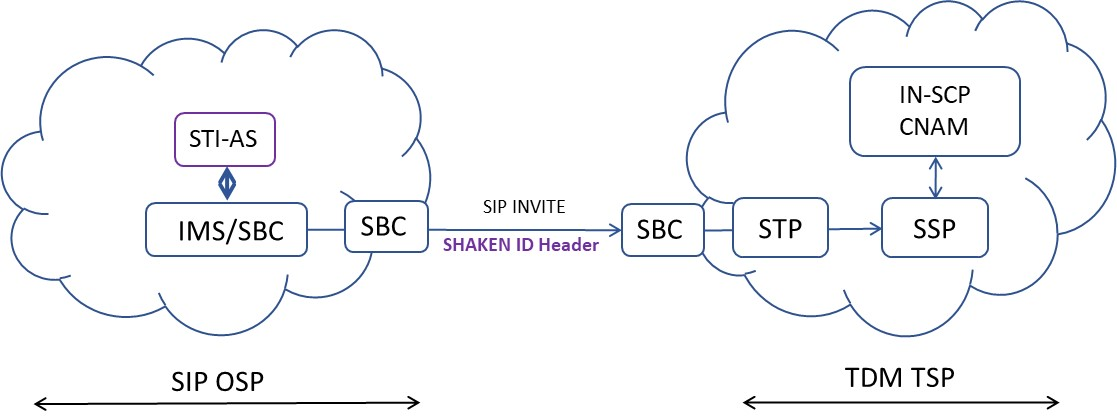 STI-AS
IMS/SBC
SBC
SIP INVITE
SHAKEN ID Header
SBC
STP
SSP
IN-SCP
CNAM
SIP OSP
TDM TSP